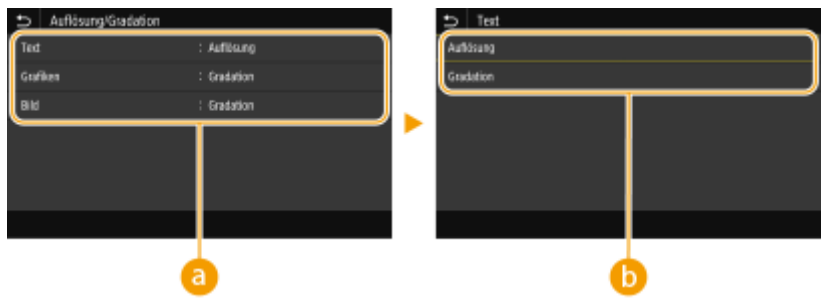 Auflösung/Gradation
Text : Auflösung
Grafiken : Gradation
Bild : Gradation
a
Text
Auflösung
Gradation
b